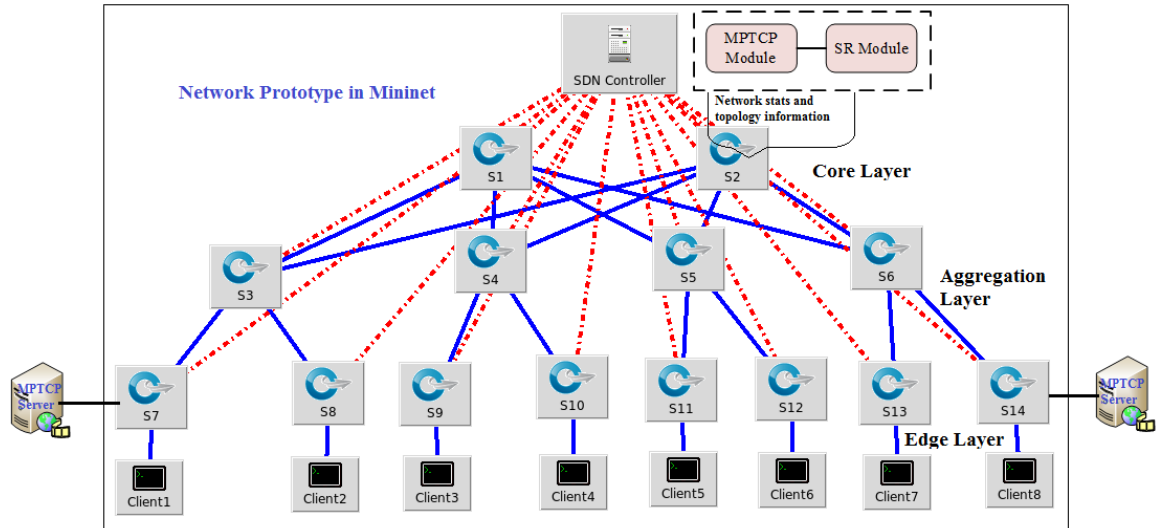 MPTCP
Module
SR Module
SDN Controller
Network Prototype in Mininet
Network stats and
topology information
S1
S2
Core Layer
S3
S4
S5
S6
Aggregation
Layer
MPTCP
Server
S7
S8
S9
S10
S11
S12
S13
S14
MPTCP
Server
Edge Layer
Client1
Client2
Client3
Client4
Client5
Client6
Client7
Client8